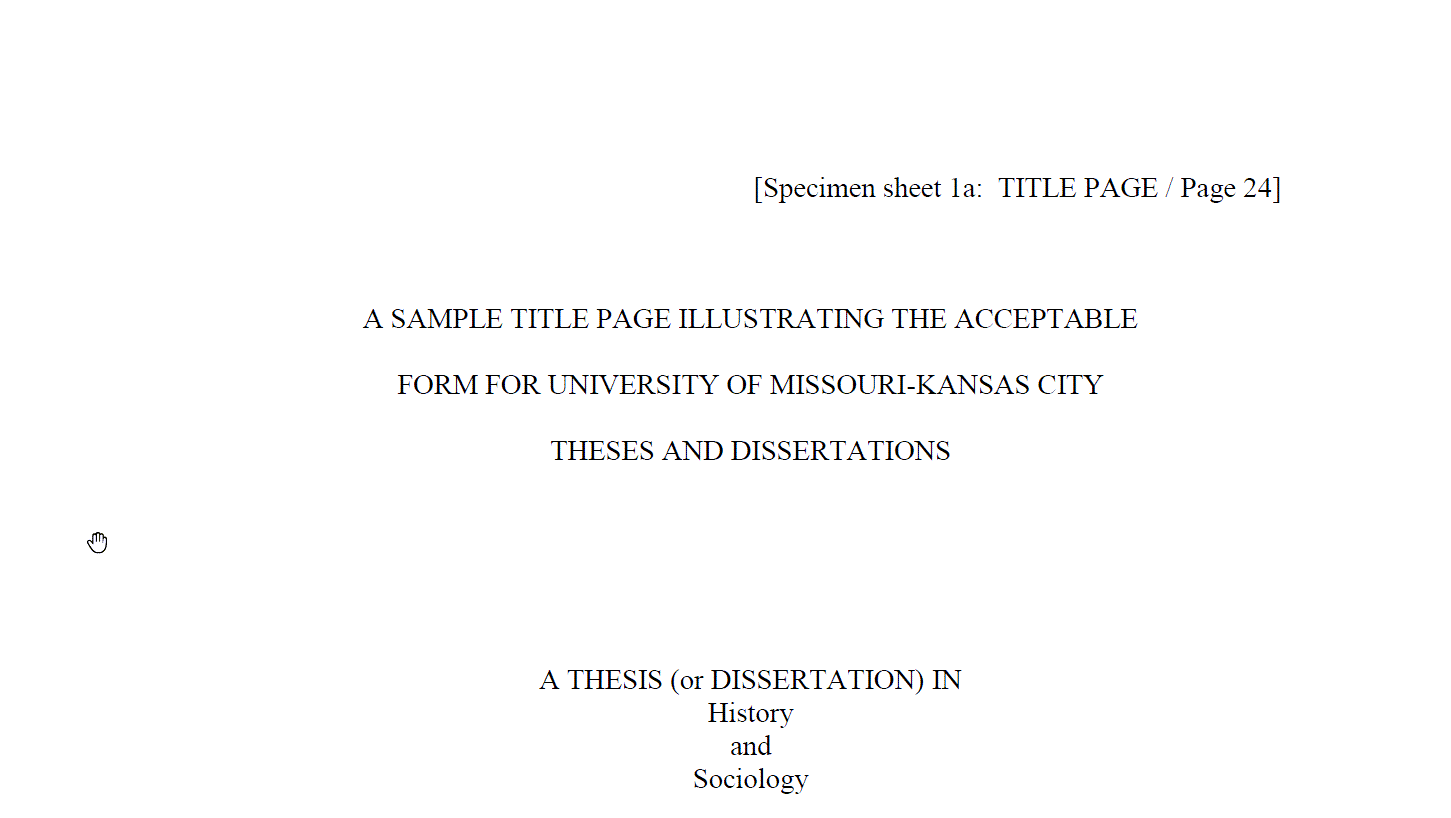 [Specimen sheet 1a:  TITLE PAGE / Page 24]
A SAMPLE TITLE PAGE ILLUSTRATING THE ACCEPTABLE
FORM FOR UNIVERSITY OF MISSOURI-KANSAS CITY
THESES AND DISSERTATIONS
A THESIS (or DISSERTATION) IN
History
and
Sociology